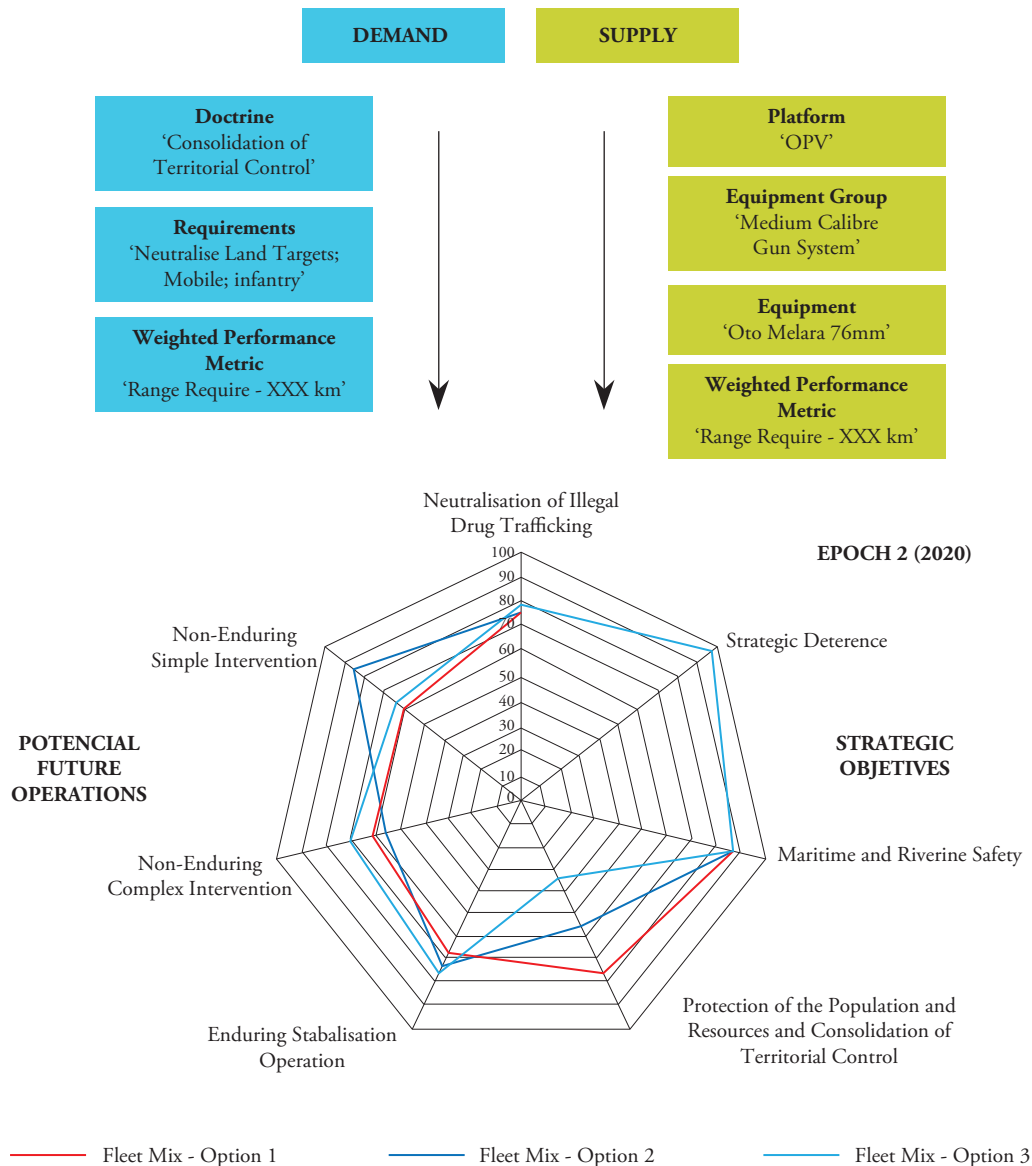 DEMAND
SUPPLY
Doctrine
‘Consolidation of
Territorial Control’
Requirements
‘Neutralise Land Targets;
Mobile; infantry’
Weighted Performance
Metric
‘Range Require - XXX km’
Platform
‘OPV’
Equipment Group
‘Medium Calibre
Gun System’
Equipment
‘Oto Melara 76mm’
Weighted Performance
Metric
‘Range Require - XXX km’
Neutralisation of Illegal
Drug Trafficking
EPOCH 2 (2020)
100
90
80
70
60
50
40
30
20
10
0
Non-Enduring
Simple Intervention
Strategic Deterence
POTENCIAL
FUTURE
OPERATIONS
STRATEGIC
OBJETIVES
Non-Enduring
Complex Intervention
Maritime and Riverine Safety
Enduring Stabalisation
Operation
Protection of the Population and
Resources and Consolidation of
Territorial Control
Fleet Mix - Option 1
Fleet Mix - Option 2
Fleet Mix - Option 3